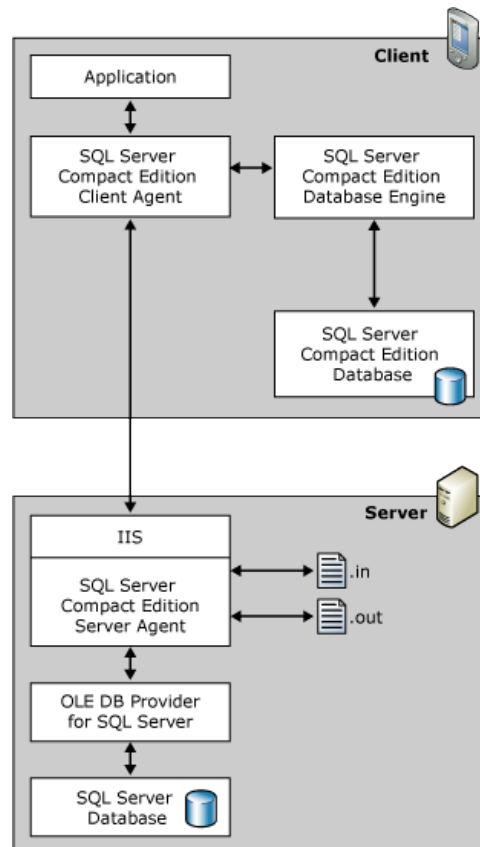 Client
Application
SQL Server
Compact Edition
Client Agent
SQL Server
Compact Edition
Database Engine
SQL Server
Compact Edition
Database
Server
IIS
SQL Server
Compact Edition
Server Agent
.in
.out
OLE DB Provider
for SQL Server
SQL Server
Database